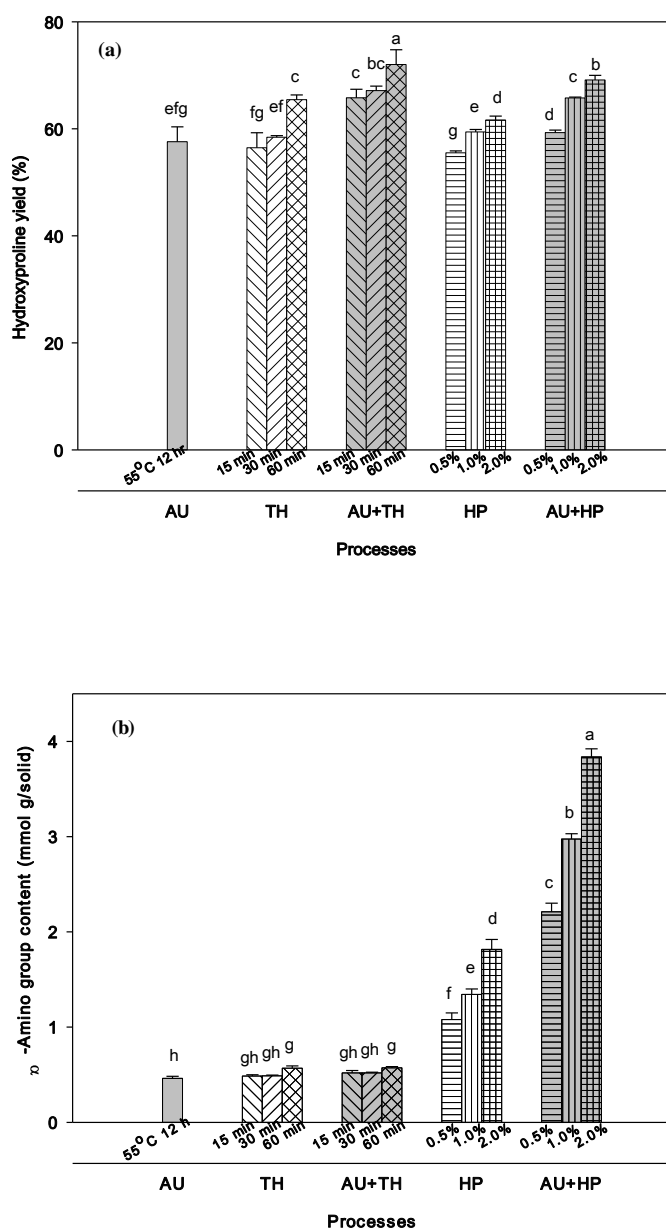 80
(a)
a
c
bc
b
c
efg
fg
ef
c
g
e
d
d
60
40
20
0
Hydroxyproline yield (%)
55°C 12 hr
15 min
30 min
60 min
15 min
30 min
60 min
0.5%
1.0%
2.0%
0.5%
1.0%
2.0%
AU
TH
AU+TH
HP
AU+HP
Processes
(b)
4
3
2
1
0
α -Amino group content (mmol g/solid)
h
gh
gh
g
gh
gh
g
f
e
d
c
b
a
55°C 12 h
15 min
30 min
60 min
15 min
30 min
60 min
0.5%
1.0%
2.0%
0.5%
1.0%
2.0%
AU
TH
AU+TH
HP
AU+HP
Processes